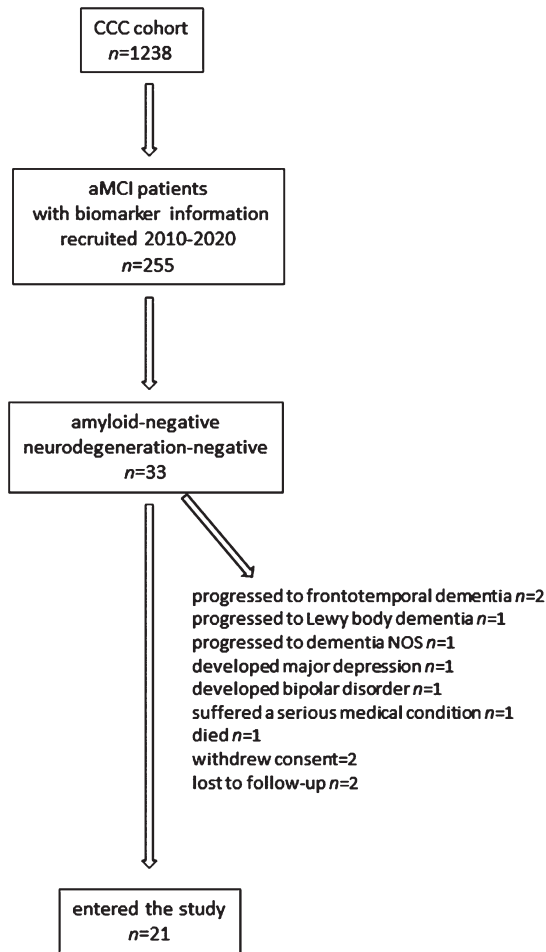 CCC cohort
n=1238
aMCI patients
with biomarker information
recruited 2010-2020
n=255
amyloid-negative
neurodegeneration-negative
n=33
progressed to frontotemporal dementia n=2
progressed to Lewy body dementia n=1
progressed to dementia NOS n=1
developed major depression n=1
developed bipolar disorder n=1
suffered a serious medical condition n=1
died n=1
withdrew consent=2
lost to follow-up n=2
entered the study
n=21